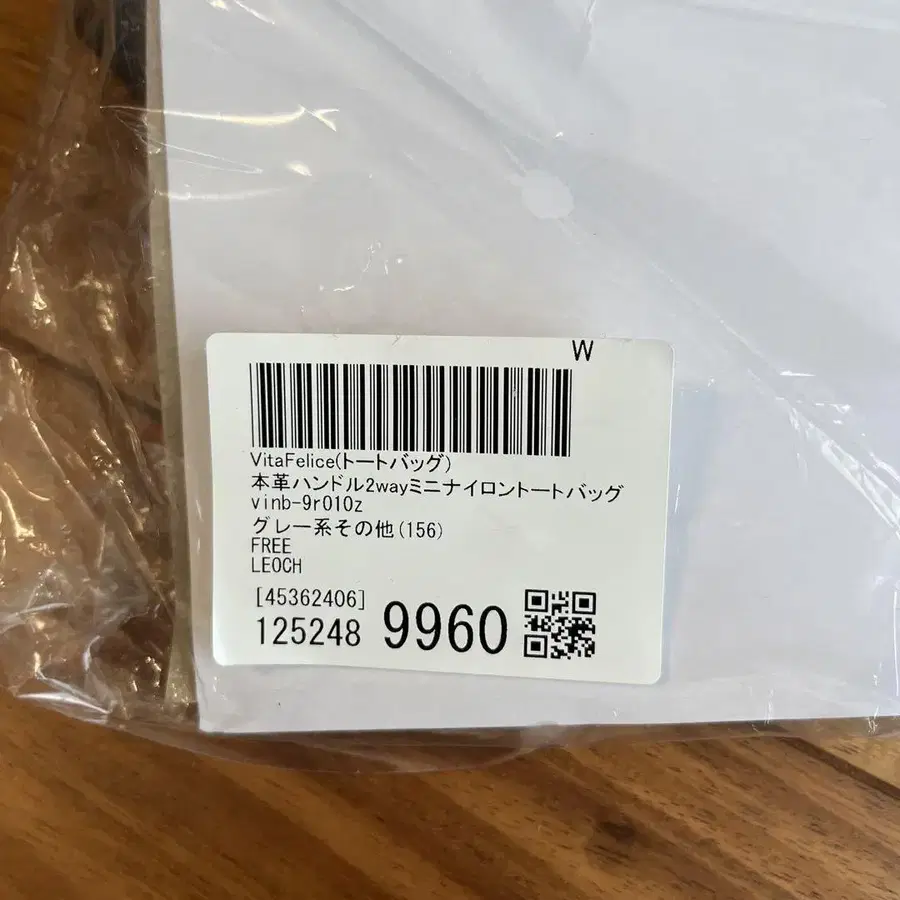 W
VitaFelice(トートバッグ)
本革ハンドル2wayミニナイロントートバッグ
vinb-9r010z
グレー系その他(156)
FREE
LEOCH
[45362406]
125248 9960